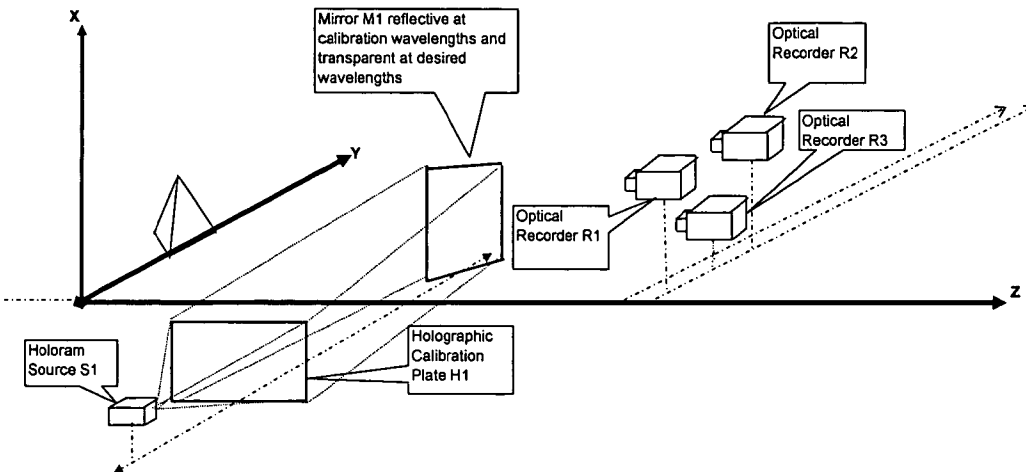 X
Mirror M1 reflective at
calibration wavelengths and
transparent at desired
wavelengths
Optical
Recorder R2
Optical
Recorder R3
Y
Optical
Recorder R1
Z
Holoram
Source S1
Holographic
Calibration
Plate H1